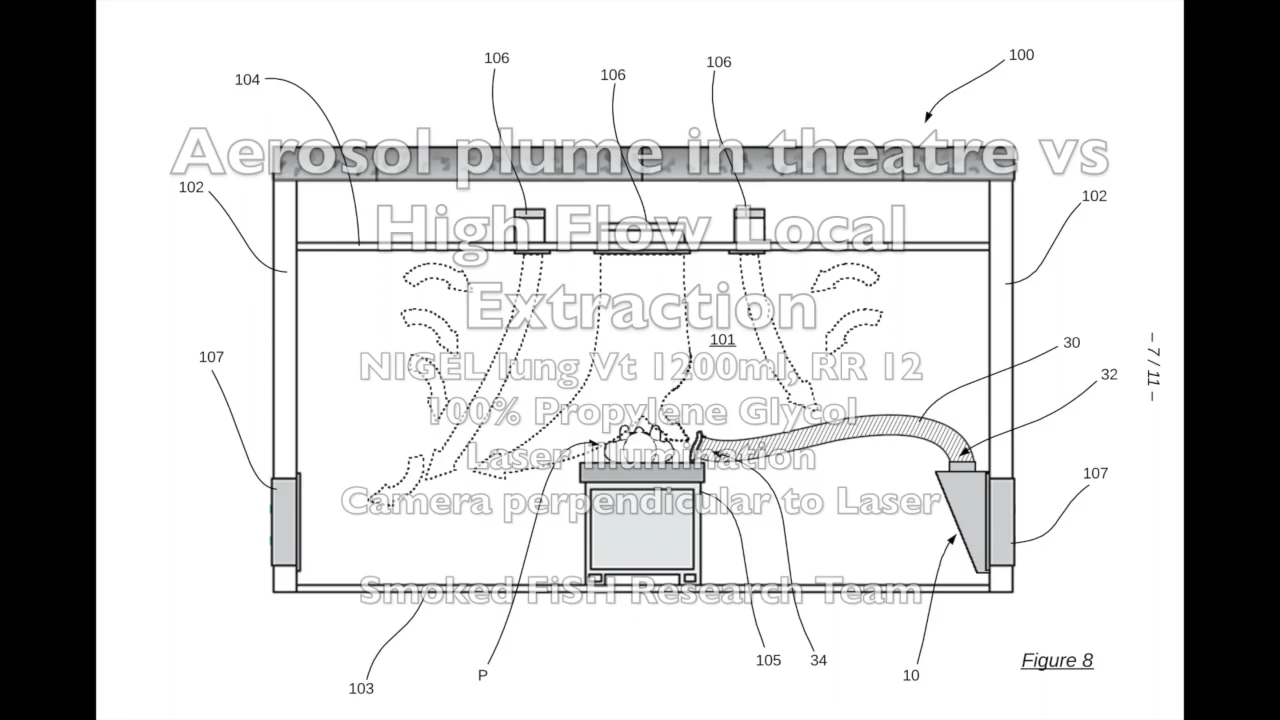 106
100
106
106
104
Aerosol plume in theatre vs
102
102
High Flow Local
Extraction
101
30
– 7 / 11 –
107
NIGEL lung Vt 1200ml, RR 12
32
100% Propylene Glycol
Laser Illumination
107
Camera perpendicular to Laser
Smoked FiSH Research Team
105
34
Figure 8
P
10
103